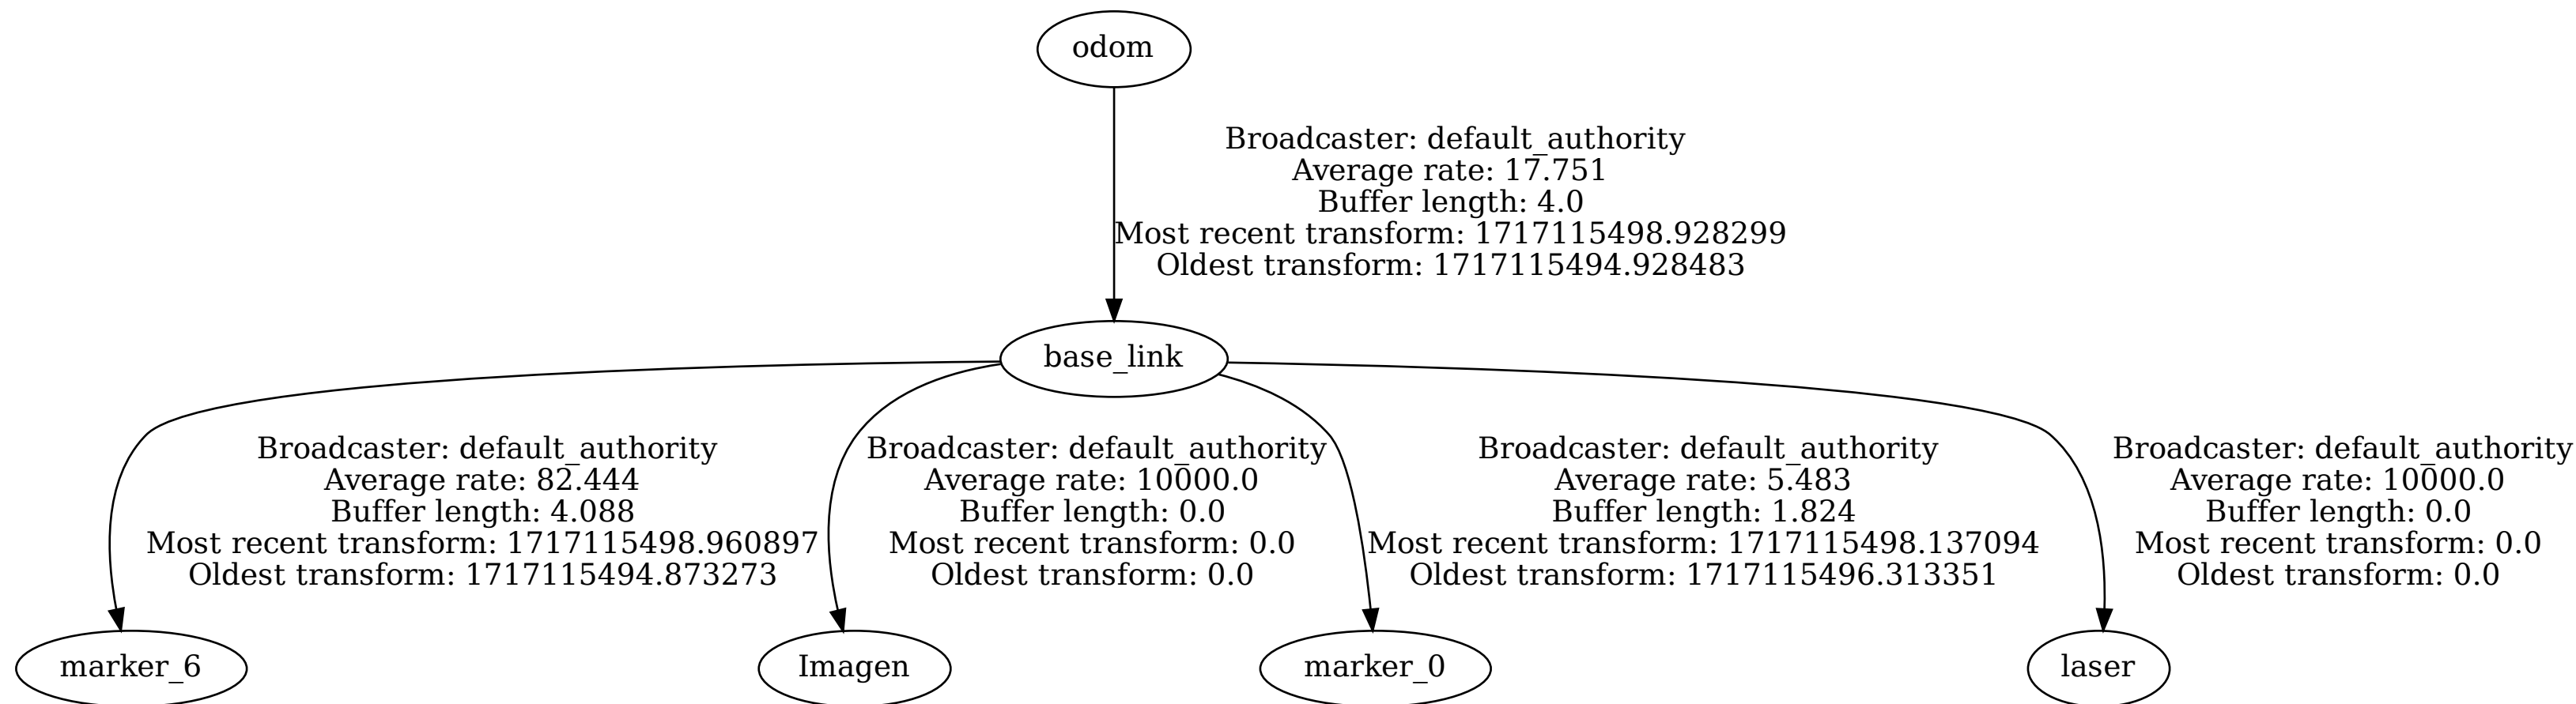 odom
Broadcaster: default_authority
Average rate: 17.751
Buffer length: 4.0
Most recent transform: 1717115498.928299
Oldest transform: 1717115494.928483
base_link
Broadcaster: default_authority
Average rate: 82.444
Buffer length: 4.088
Most recent transform: 1717115498.960897
Oldest transform: 1717115494.873273
Broadcaster: default_authority
Average rate: 10000.0
Buffer length: 0.0
Most recent transform: 0.0
Oldest transform: 0.0
Broadcaster: default_authority
Average rate: 5.483
Buffer length: 1.824
Most recent transform: 1717115498.137094
Oldest transform: 1717115496.313351
Broadcaster: default_authority
Average rate: 10000.0
Buffer length: 0.0
Most recent transform: 0.0
Oldest transform: 0.0
marker_6
Imagen
marker_0
laser